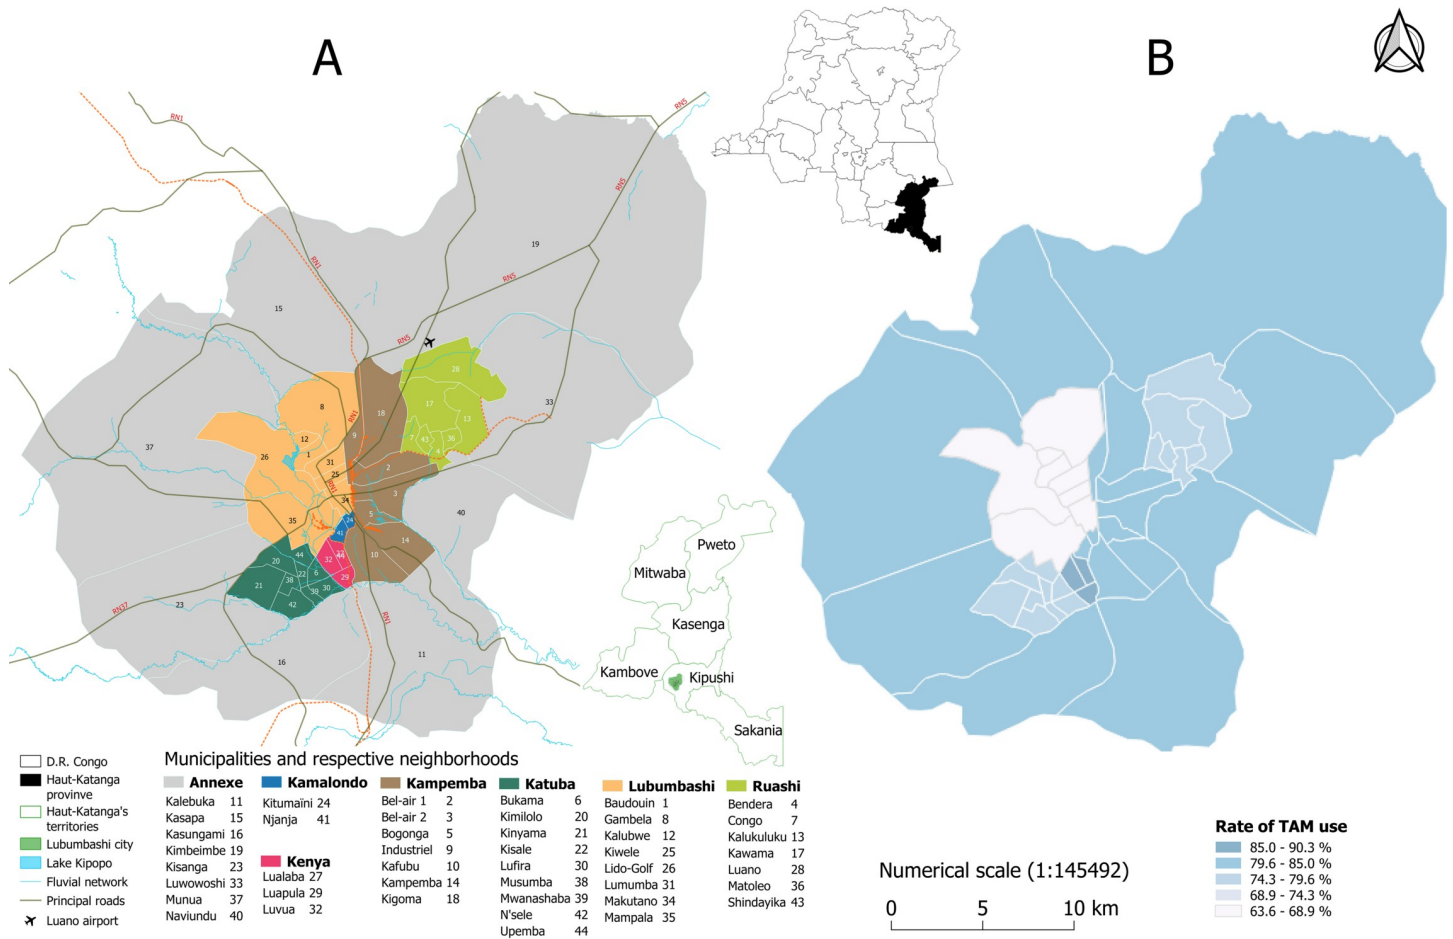 A
B
RN1
RN5
RN5
19
RN1
RN5
15
RN5
28
8
18
17
33
13
RN1
9
12
7
43
36
37
26
1
31
4
2
25
RN1
3
34
35
24
5
40
41
14
44
32
27
44
10
20
22
6
29
21
38
30
39
23
42
RN37
RN1
16
11
Pweto
Mitwaba
Kasenga
Kambove
Kipushi
Sakania
D.R. Congo
Haut-Katanga
provinve
Haut-Katanga's
territories
Lubumbashi city
Lake Kipopo
Fluvial network
Principal roads
Luano airport
Municipalities and respective neighborhoods
Annexe
Kalebuka 11
Kasapa 15
Kasungami 16
Kimbeimbe 19
Kisanga 23
Luwowoshi 33
Munua 37
Naviundu 40
Kamalondo
Kitumaïni 24
Njanja 41
Kenya
Lualaba 27
Luapula 29
Luvua 32
Kampemba
Bel-air 1 2
Bel-air 2 3
Bogonga 5
Industriel 9
Kafubu 10
Kampemba 14
Kigoma 18
Katuba
Bukama 6
Kimilolo 20
Kinyama 21
Kisale 22
Lufira 30
Musumba 38
Mwanashaba 39
N'sele 42
Upemba 44
Lubumbashi
Baudouin 1
Gambela 8
Kalubwe 12
Kiwele 25
Lido-Golf 26
Lumumba 31
Makutano 34
Mampala 35
Ruashi
Bendera 4
Congo 7
Kalukuluku 13
Kawama 17
Luano 28
Matoleo 36
Shindayika 43
Numerical scale (1:145492)
0 5 10 km
Rate of TAM use
85.0 - 90.3 %
79.6 - 85.0 %
74.3 - 79.6 %
68.9 - 74.3 %
63.6 - 68.9 %